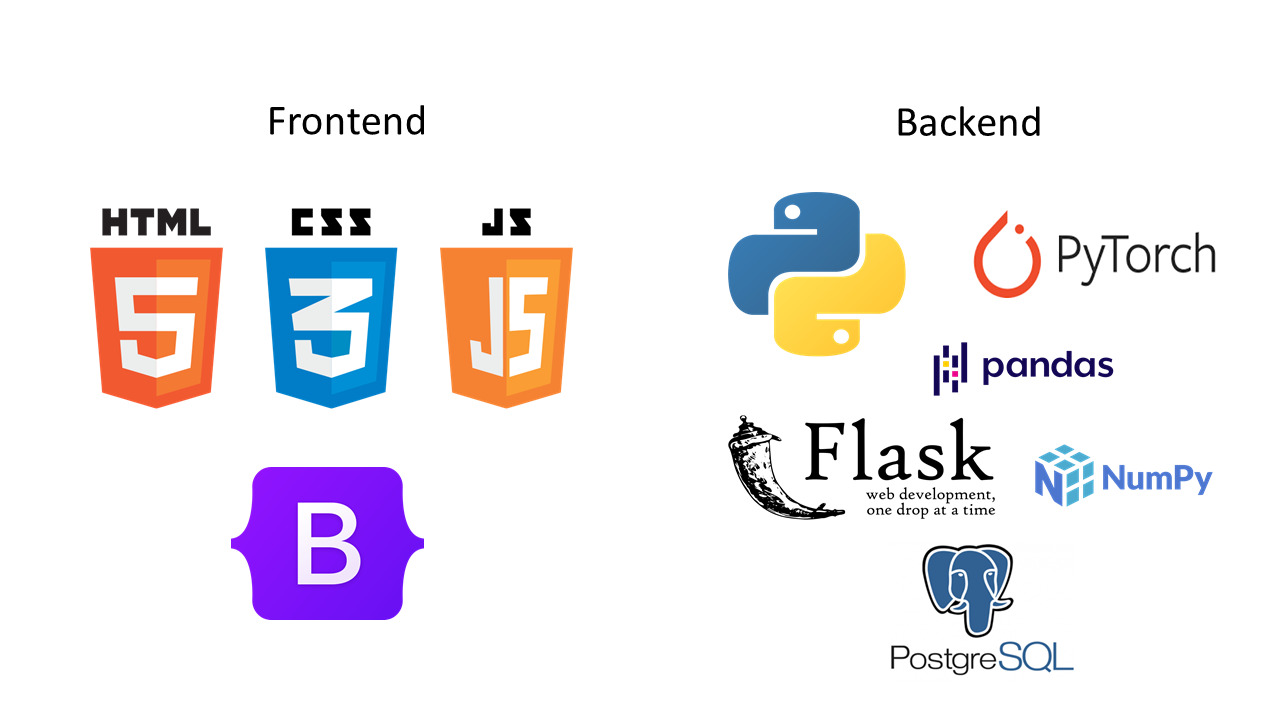 Frontend
HTML
5
CSS
3
JS
JS
B
Backend
PyTorch
pandas
Flask
web development,
one drop at a time
N
NumPy
PostgreSQL